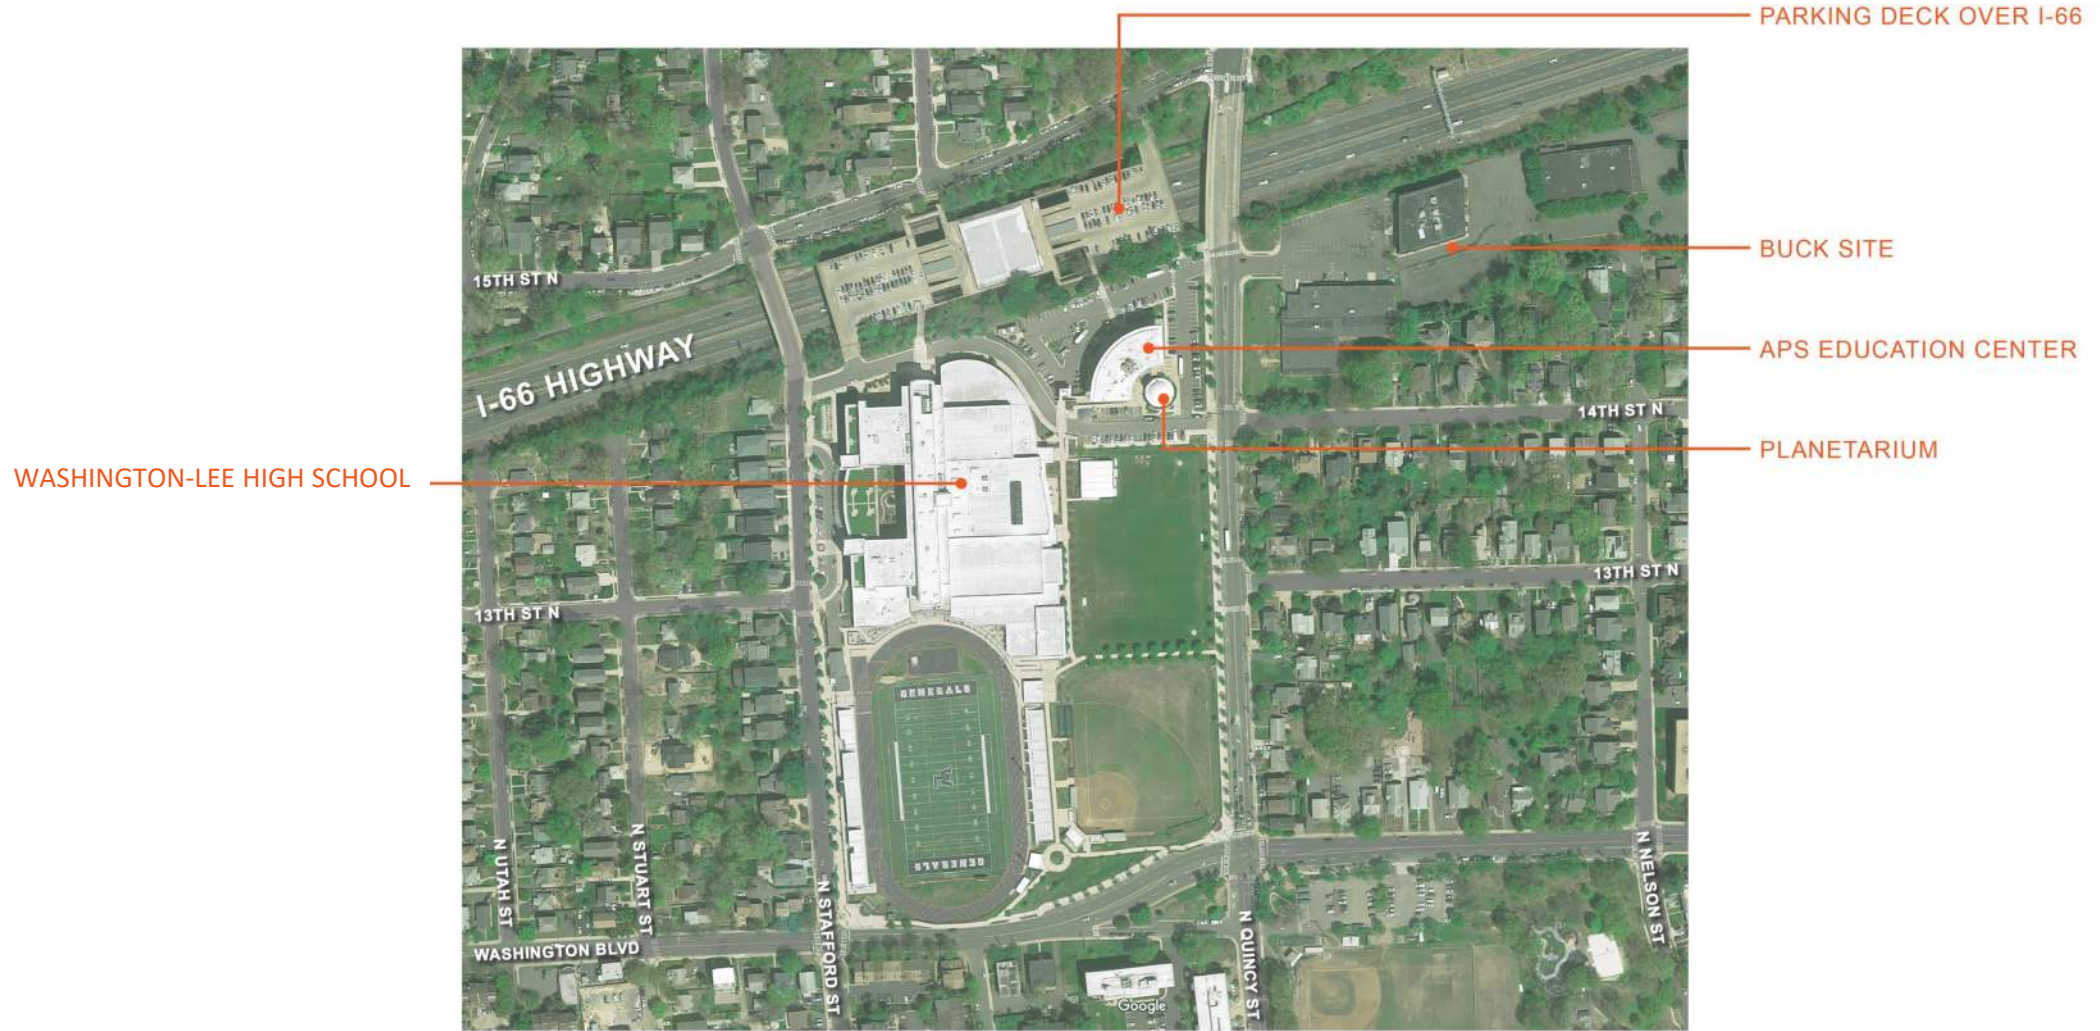 PARKING DECK OVER I-66
BUCK SITE
15TH ST N
I-66 HIGHWAY
APS EDUCATION CENTER
14TH ST N
PLANETARIUM
WASHINGTON-LEE HIGH SCHOOL
13TH ST N
13TH ST N
GENERALS
GENERALS
N UTAH ST
N STUART ST
N STAFFORD ST
N QUINCY ST
N NELSON ST
WASHINGTON BLVD
Google